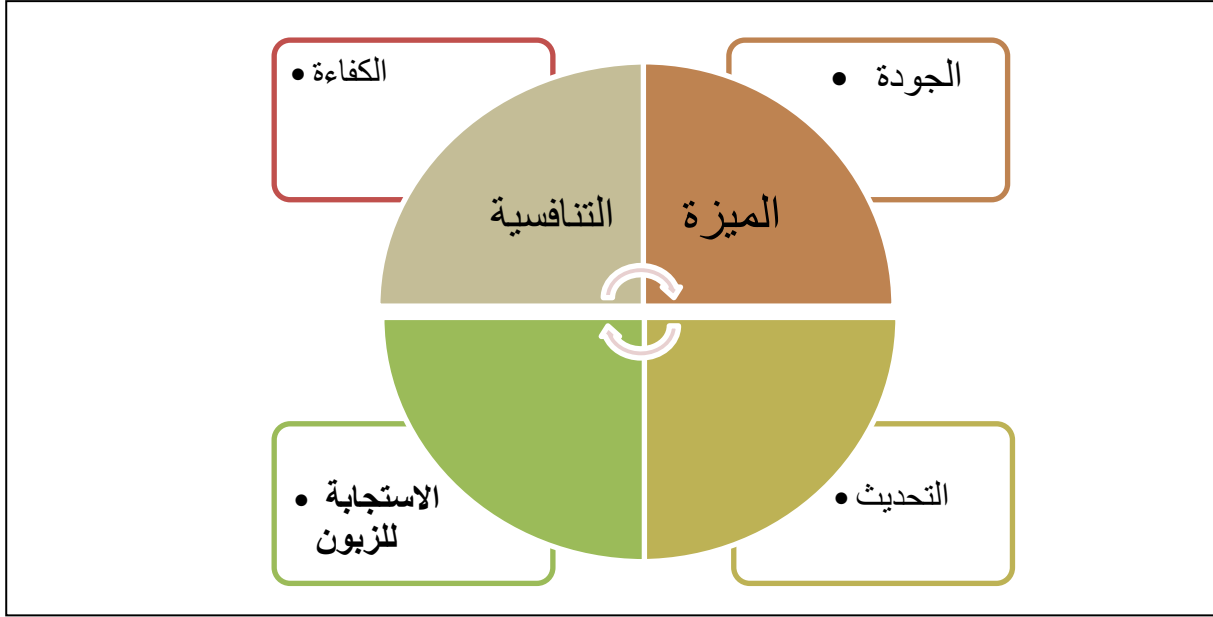 الجودة •
الكفاءة •
الميزة
التنافسية
التحديث •
الاستجابة •
للزبون